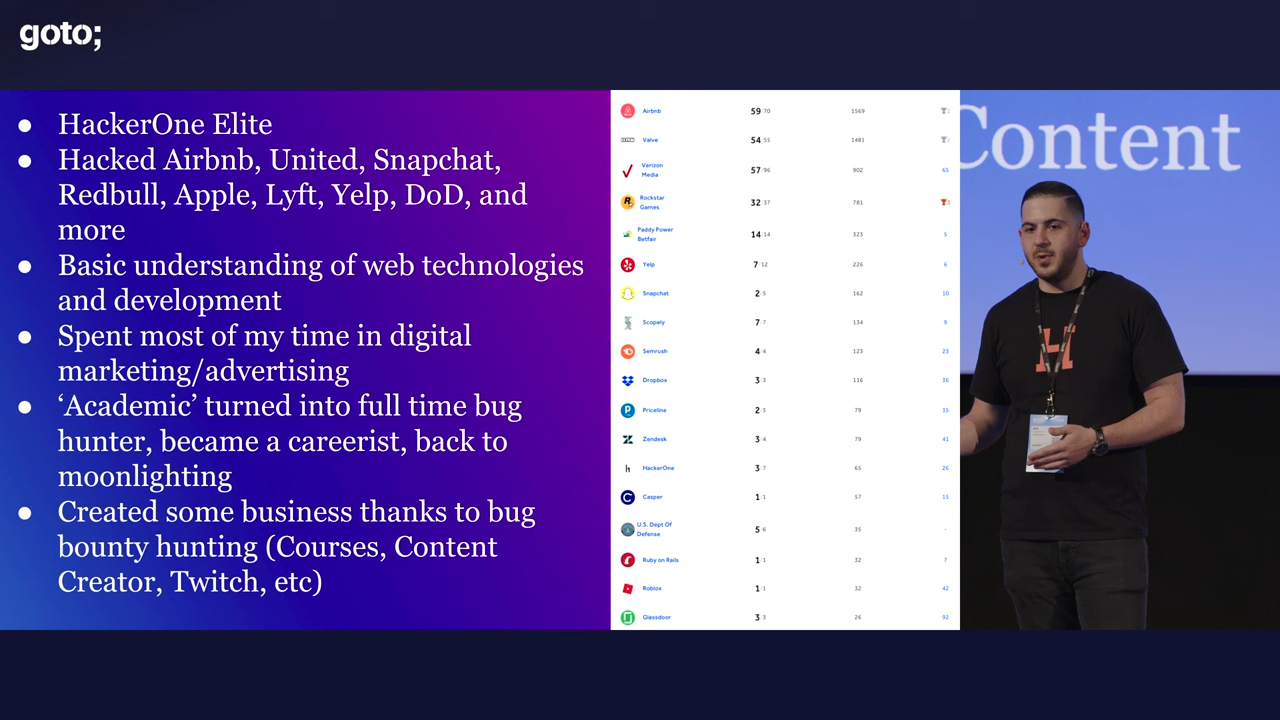 goto;
● HackerOne Elite
● Hacked Airbnb, United, Snapchat,
Redbull, Apple, Lyft, Yelp, DoD, and
more
● Basic understanding of web technologies
and development
● Spent most of my time in digital
marketing/advertising
● ‘Academic’ turned into full time bug
hunter, became a careerist, back to
moonlighting
● Created some business thanks to bug
bounty hunting (Courses, Content
Creator, Twitch, etc)
Airbnb 59/70 1569 2
Valve 54/55 1481 2
Verizon
Media 57/96 902 65
Rockstar
Games 32/37 781 3
Paddy Power
Betfair 14/14 323 5
Yelp 7/12 226 6
Snapchat 2/5 162 10
Scopely 7/7 134 9
Semrush 4/4 123 23
Dropbox 3/3 116 36
Priceline 2/5 79 35
Zendesk 3/4 79 41
HackerOne 3/7 65 26
Casper 1/1 57 15
U.S. Dept Of
Defense 5/6 35 -
Ruby on Rails 1/1 32 7
Roblox 1/1 32 42
Glassdoor 3/3 26 92
Content